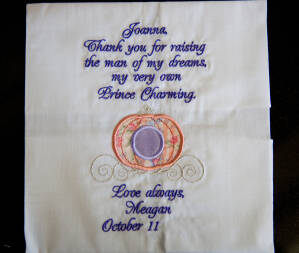 Joanna,
Thank you for raising
the man of my dreams,
my very own
Prince Charming.
Love always,
Meagan
October 11